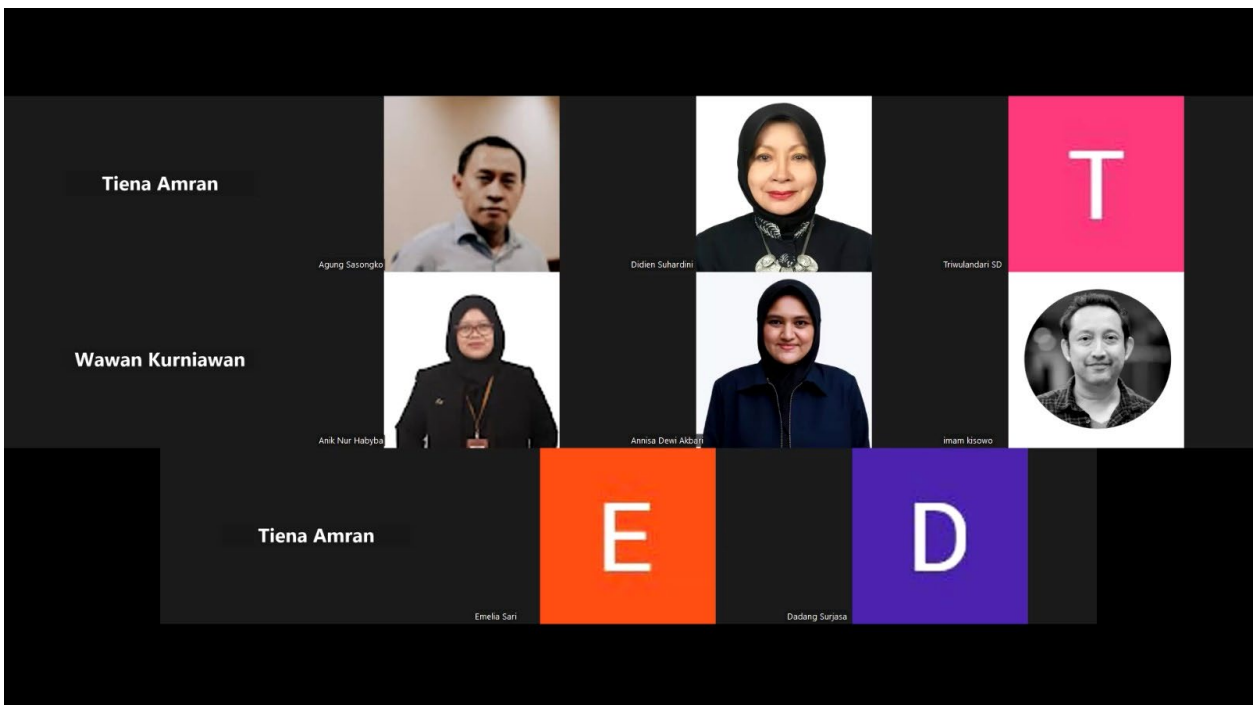 Tiena Amran
Agung Sasongko
Didien Suhardini
T
Triwulandari SD
Wawan Kurniawan
Anik Nur Habyba
Annisa Dewi Akbari
imam kisowo
Tiena Amran
E
Emelia Sari
D
Dadang Surjasa